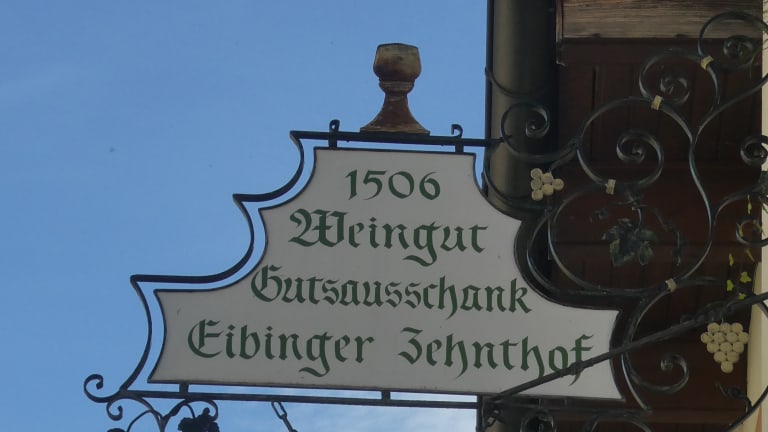 1506
Weingut
Gutsausschank
Eibinger Zehnthof